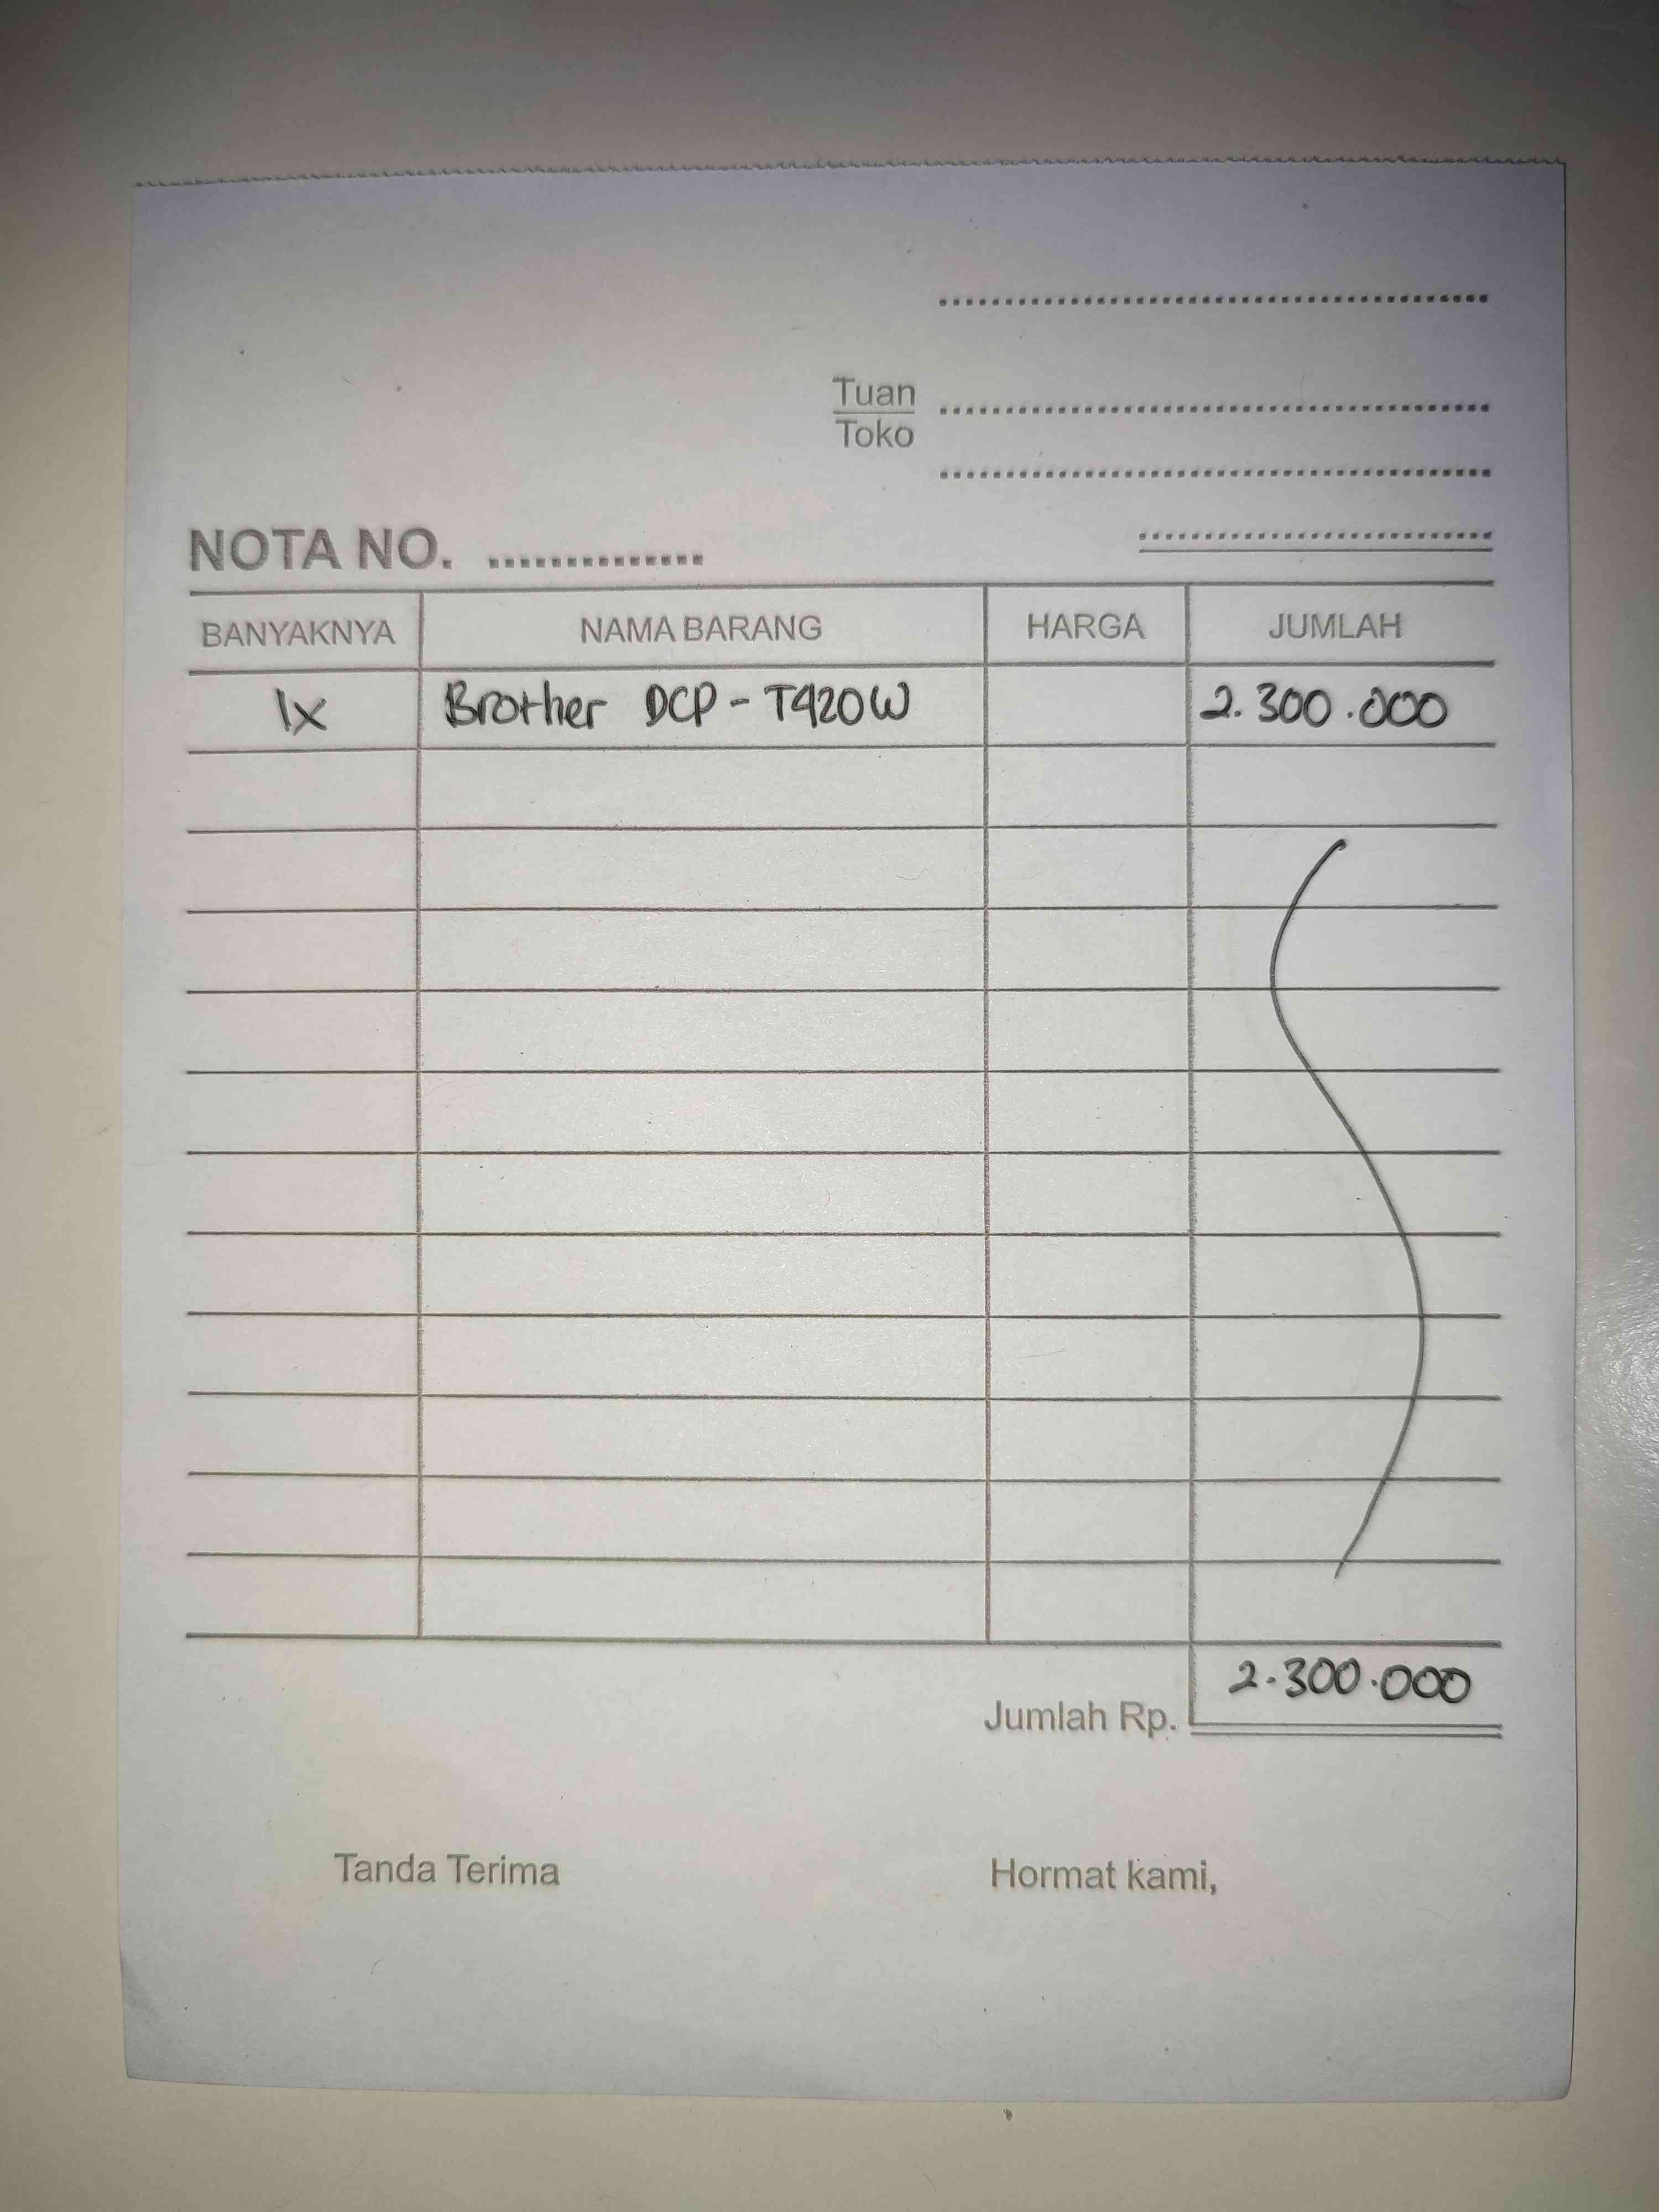 Tuan
Toko
NOTA NO. ..............
BANYAKNYA NAMA BARANG HARGA JUMLAH
1x Brother DCP-T420W 2.300.000
Jumlah Rp. 2.300.000
Tanda Terima Hormat kami,